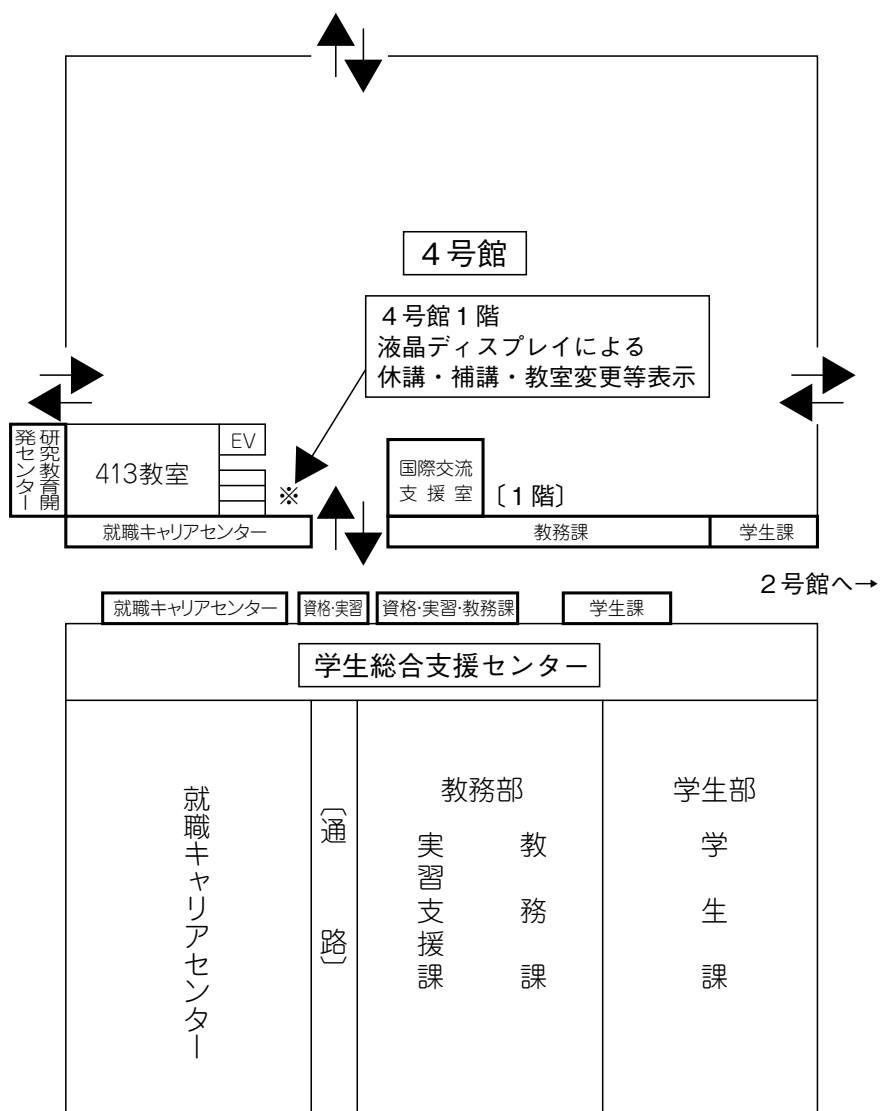 4号館
4号館1階
液晶ディスプレイによる
休講・補講・教室変更等表示
研究教育開
発センター
413教室
EV
※
国際交流
支援室
〔1階〕
就職キャリアセンター
教務課
学生課
2号館へ→
就職キャリアセンター
資格・実習
資格・実習・教務課
学生課
学生総合支援センター
就職キャリアセンター
〔通路〕
教務部
実習支援課
教務課
学生部
学生課